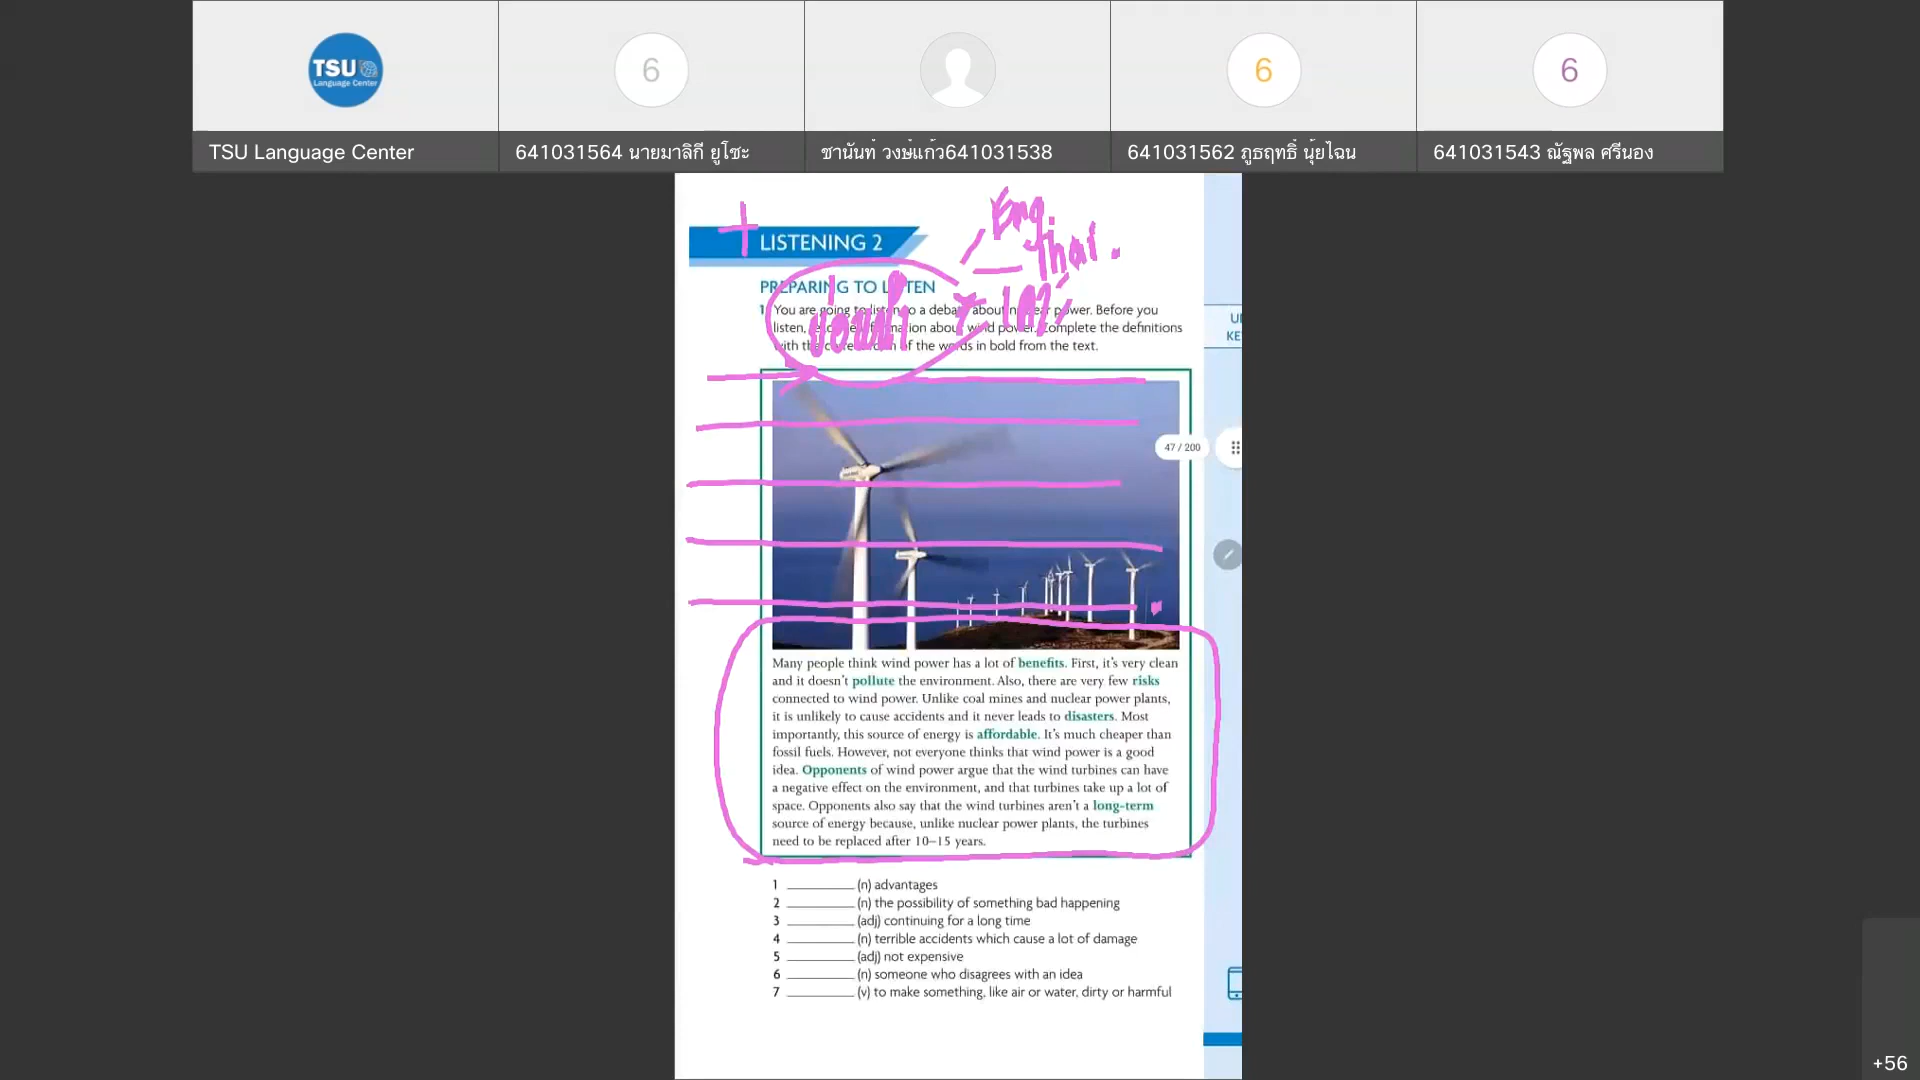 TSU
Language Center
6
6
6
TSU Language Center
641031564 นายมาลิกี ยูโซะ
ชานันท์ วงษ์แก้ว641031538
641031562 ภูธฤทธิ์ นุ้ยไฉน
641031543 ณัฐพล ศรีนอง
Eng
Thai.
LISTENING 2
PREPARING TO LISTEN
1 You are going to listen to a debate about nuclear power. Before you
listen, information about wind power. Complete the definitions
with the of the words in bold from the text.
UN
KE
47 / 200
Many people think wind power has a lot of benefits. First, it's very clean
and it doesn't pollute the environment. Also, there are very few risks
connected to wind power. Unlike coal mines and nuclear power plants,
it is unlikely to cause accidents and it never leads to disasters. Most
importantly, this source of energy is affordable. It's much cheaper than
fossil fuels. However, not everyone thinks that wind power is a good
idea. Opponents of wind power argue that the wind turbines can have
a negative effect on the environment, and that turbines take up a lot of
space. Opponents also say that the wind turbines aren't a long-term
source of energy because, unlike nuclear power plants, the turbines
need to be replaced after 10–15 years.
1 __________ (n) advantages
2 __________ (n) the possibility of something bad happening
3 __________ (adj) continuing for a long time
4 __________ (n) terrible accidents which cause a lot of damage
5 __________ (adj) not expensive
6 __________ (n) someone who disagrees with an idea
7 __________ (v) to make something, like air or water, dirty or harmful
+56